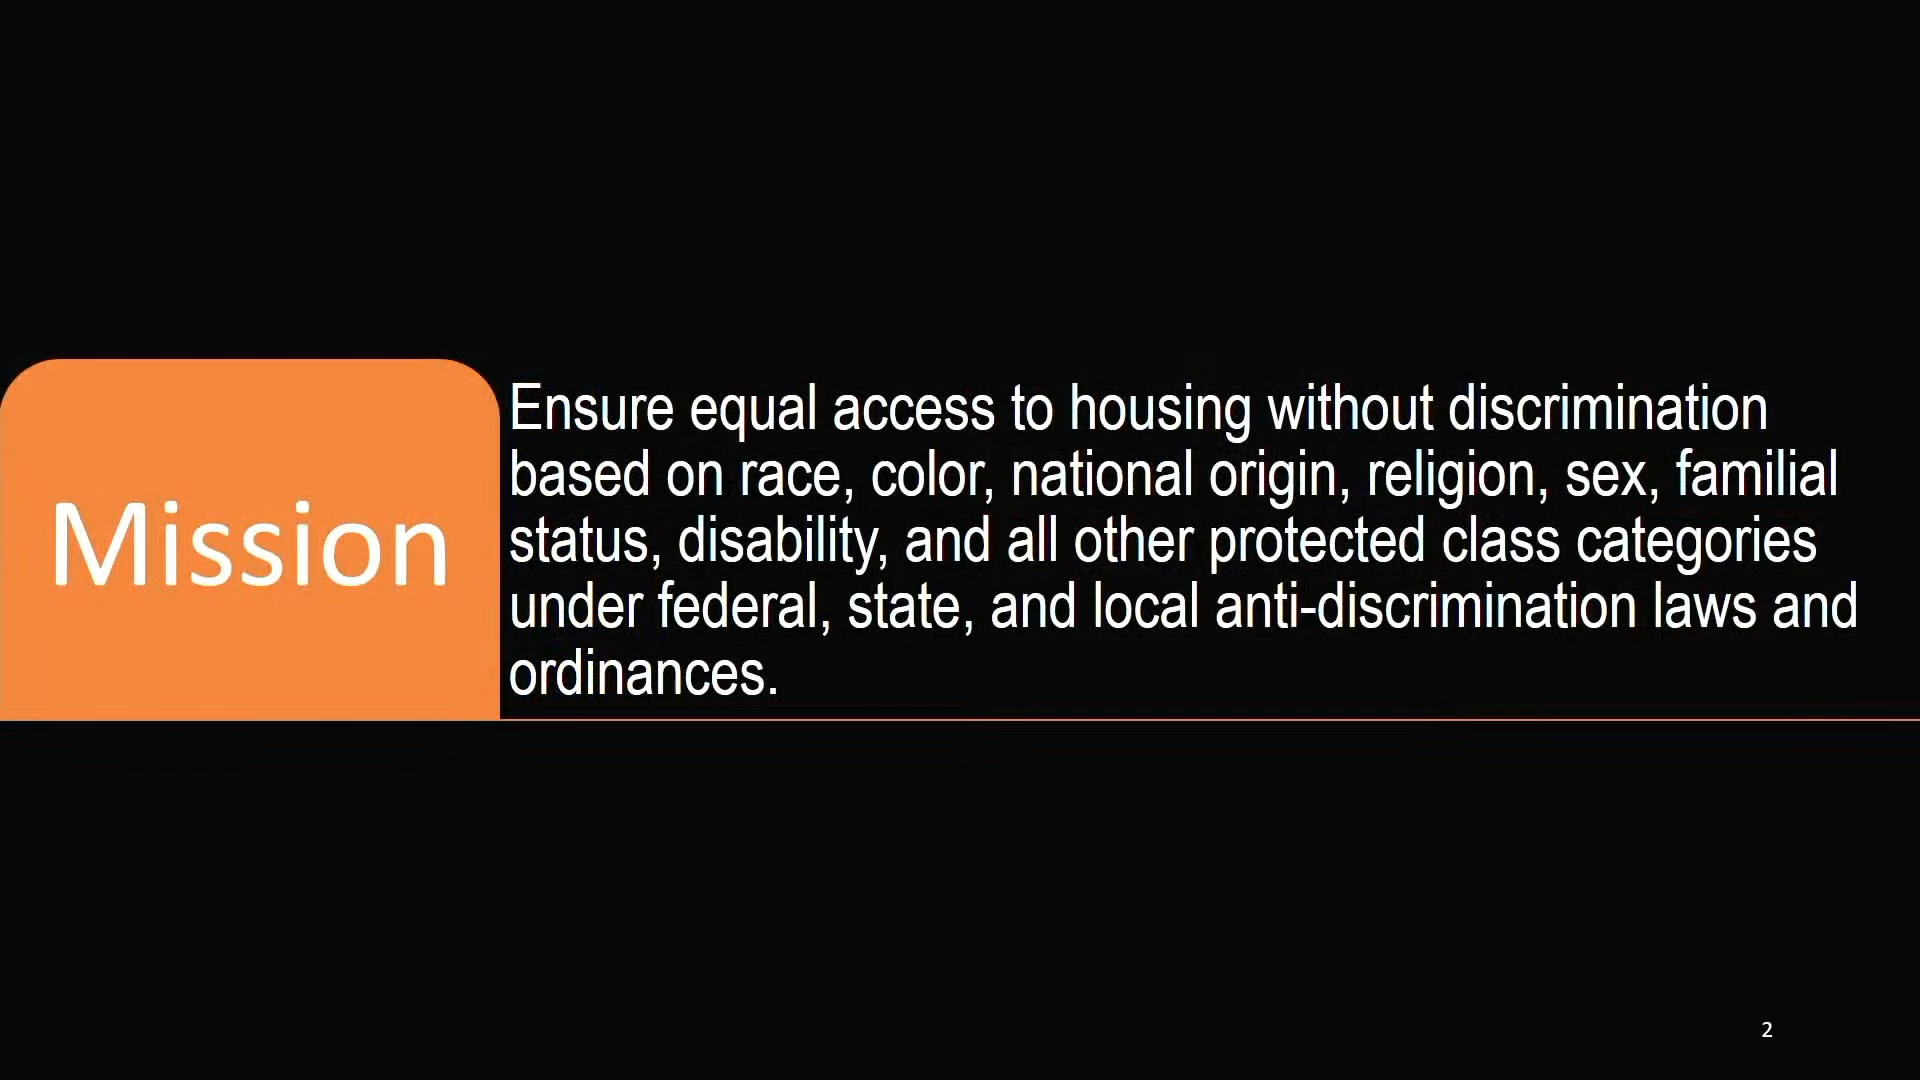 Mission
Ensure equal access to housing without discrimination
based on race, color, national origin, religion, sex, familial
status, disability, and all other protected class categories
under federal, state, and local anti-discrimination laws and
ordinances.
2